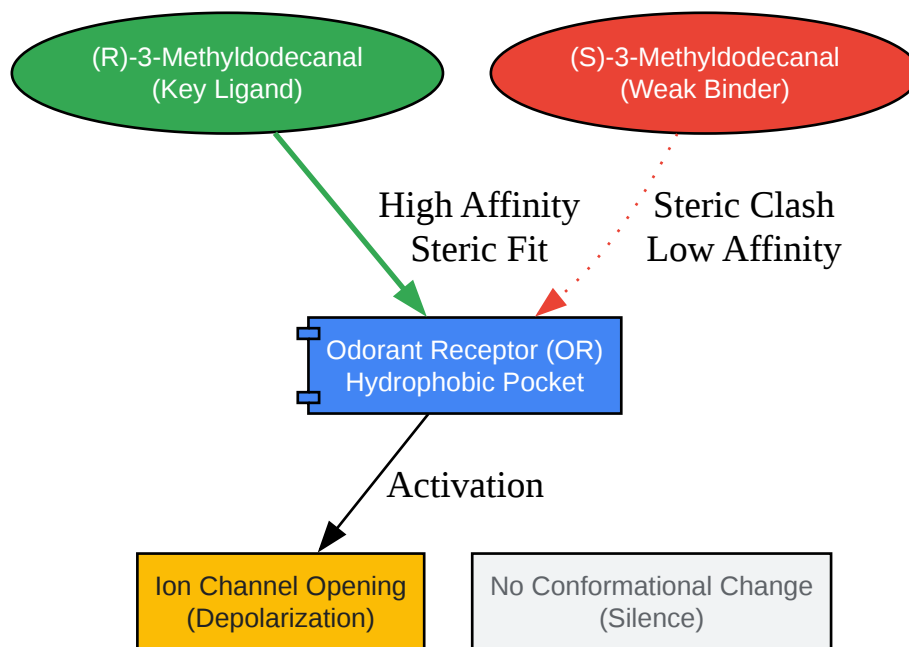 (R)-3-Methyldodecanal
(Key Ligand)
(S)-3-Methyldodecanal
(Weak Binder)
High Affinity
Steric Fit
Steric Clash
Low Affinity
Odorant Receptor (OR)
Hydrophobic Pocket
Activation
Ion Channel Opening
(Depolarization)
No Conformational Change
(Silence)